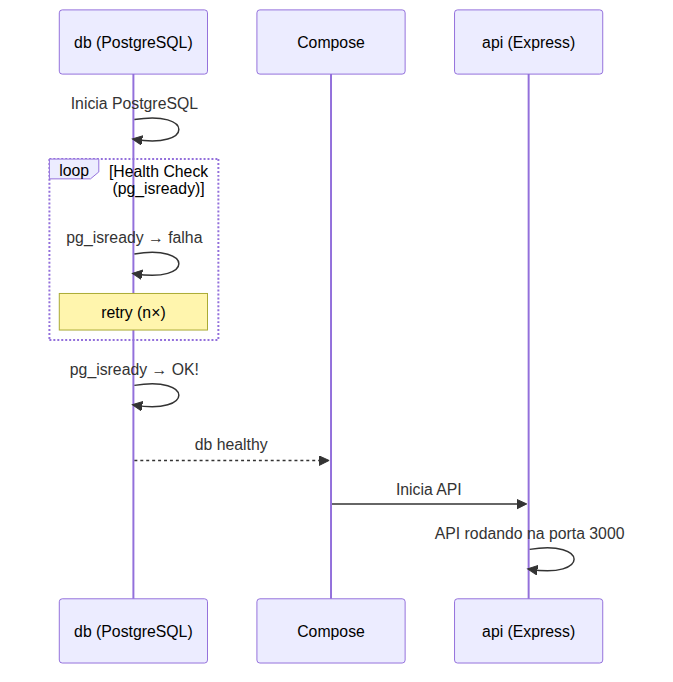 db (PostgreSQL)
Compose
api (Express)
Inicia PostgreSQL
loop
[Health Check
(pg_isready)]
pg_isready → falha
retry (n×)
pg_isready → OK!
db healthy
Inicia API
API rodando na porta 3000
db (PostgreSQL)
Compose
api (Express)